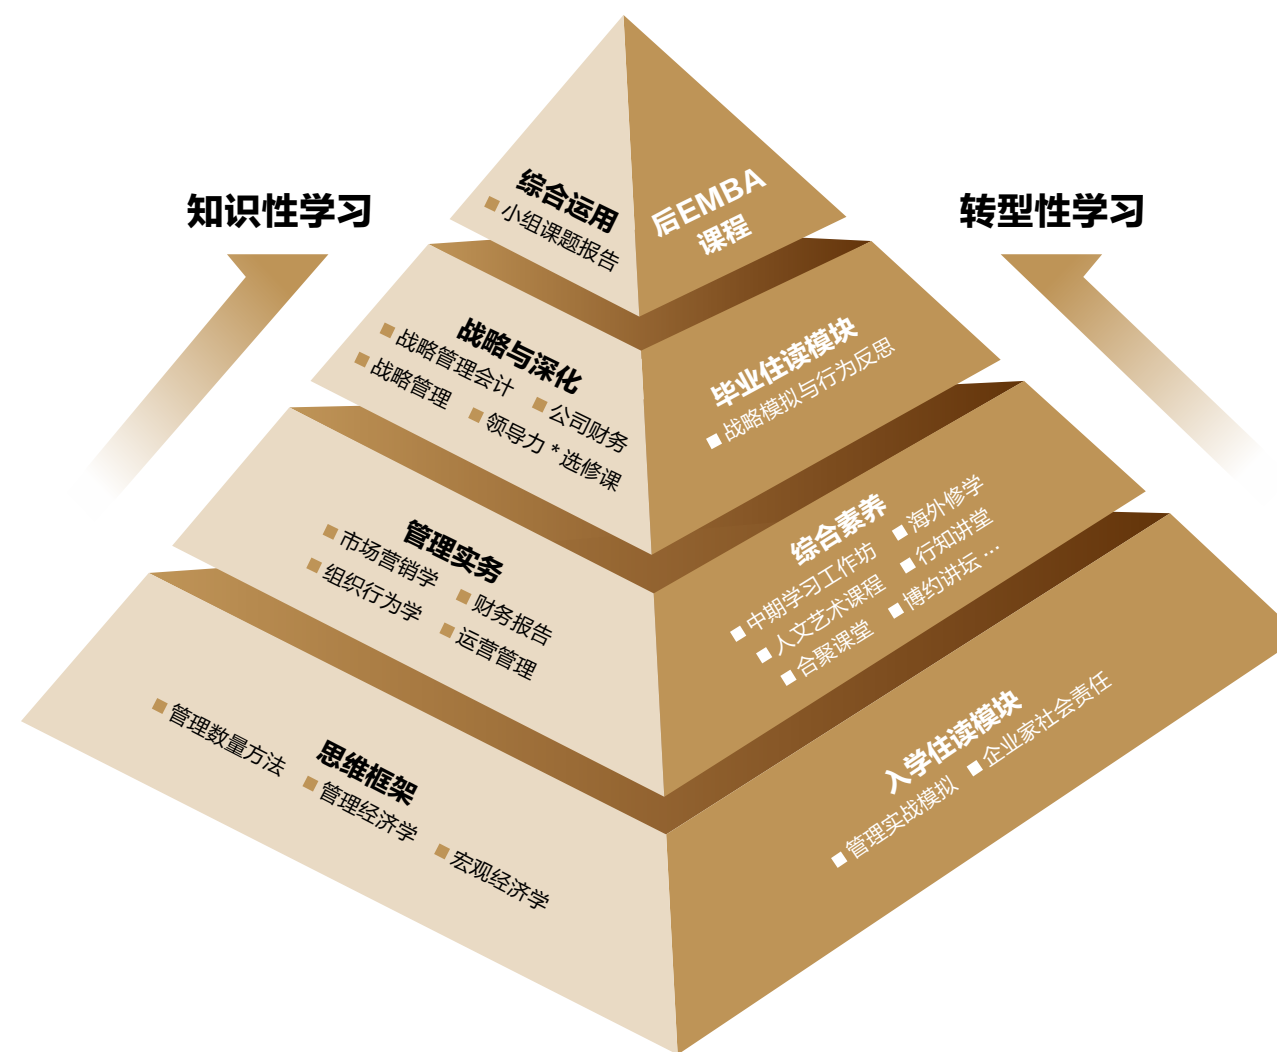 知识性学习
转型性学习
综合运用
■ 小组课题报告
后EMBA
课程
战略与深化
■ 战略管理会计 ■ 公司财务
■ 战略管理 ■ 领导力 * 选修课
毕业住读模块
■ 战略模拟与行为反思
管理实务
■ 市场营销学 ■ 财务报告
■ 组织行为学 ■ 运营管理
综合素养
■ 中期学习工作坊 ■ 海外修学
■ 人文艺术课程 ■ 行知讲堂
■ 合聚课堂 ■ 博约讲坛 ...
思维框架
■ 管理数量方法 ■ 管理经济学 ■ 宏观经济学
入学住读模块
■ 管理实战模拟 ■ 企业家社会责任